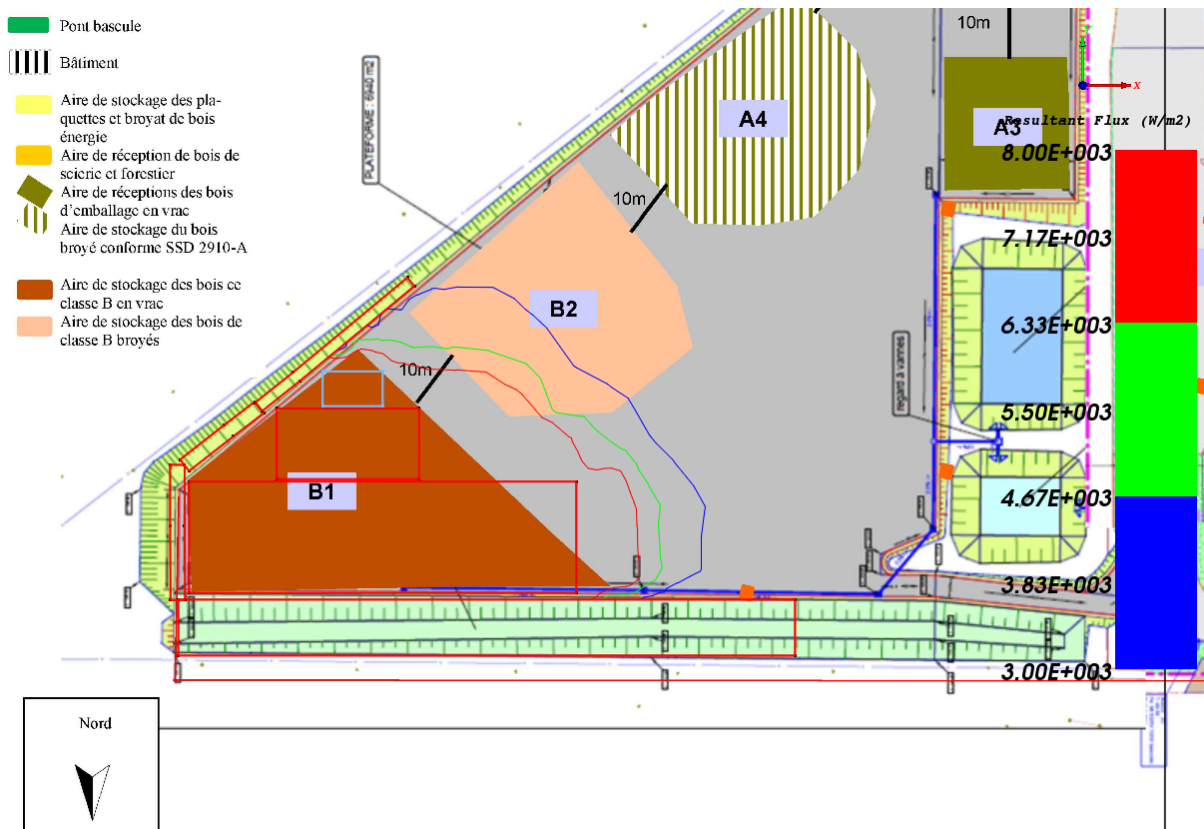 Pont bascule
Bâtiment
Aire de stockage des pla-
quettes et broyat de bois
énergie
Aire de réception de bois de
scierie et forestier
Aire de réceptions des bois
d'emballage en vrac
Aire de stockage du bois
broyé conforme SSD 2910-A
Aire de stockage des bois de
classe B en vrac
Aire de stockage des bois de
classe B broyés
PLATEFORME : 6940 m2
10m
A4
A3
x
Resultant Flux (W/m2)
8.00E+003
7.17E+003
6.33E+003
5.50E+003
4.67E+003
3.83E+003
3.00E+003
10m
B2
10m
regard à vannes
B1
Nord